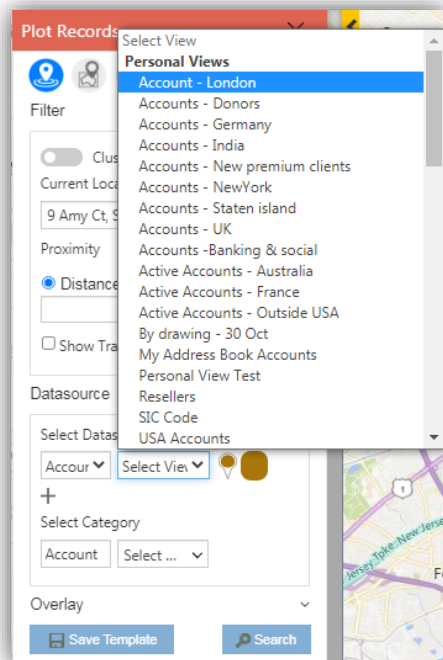 Plot Records
Select View
Personal Views
Account - London
Accounts - Donors
Accounts - Germany
Accounts - India
Accounts - New premium clients
Accounts - NewYork
Accounts - Staten island
Accounts - UK
Accounts -Banking & social
Active Accounts - Australia
Active Accounts - France
Active Accounts - Outside USA
By drawing - 30 Oct
My Address Book Accounts
Personal View Test
Resellers
SIC Code
USA Accounts
Filter
Clus
Current Loca
9 Amy Ct, S
Proximity
Distance
Show Tra
Datasource
Select Datas
Accour
Select View
Select Category
Account
Select ...
Overlay
Save Template
Search
1
Jersey Tpke:New Jerse